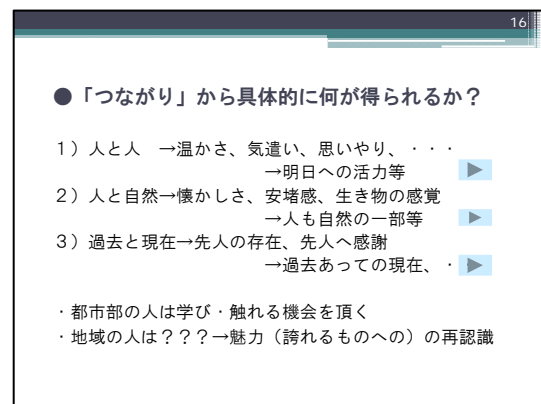 16
●「つながり」から具体的に何が得られるか？
１）人と人　→温かさ、気遣い、思いやり、・・・
→明日への活力等
２）人と自然→懐かしさ、安堵感、生き物の感覚
→人も自然の一部等
３）過去と現在→先人の存在、先人へ感謝
→過去あっての現在、・
・都市部の人は学び・触れる機会を頂く
・地域の人は？？？→魅力（誇れるものへの）の再認識